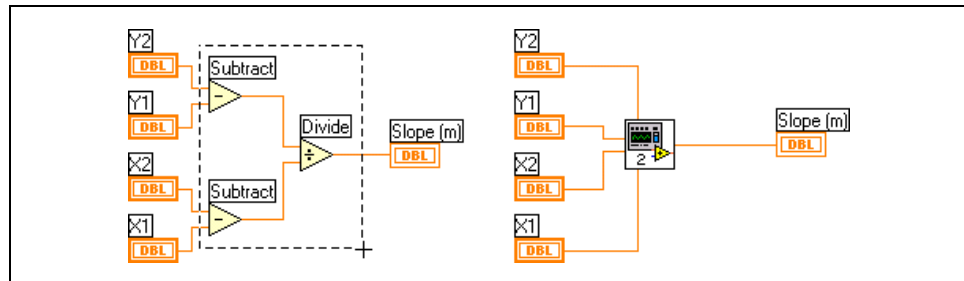 Y2
DBL
Subtract
-
Y1
DBL
Divide
÷
Slope (m)
DBL
X2
DBL
Subtract
-
X1
DBL
Y2
DBL
Y1
DBL
2
+
Slope (m)
DBL
X2
DBL
X1
DBL